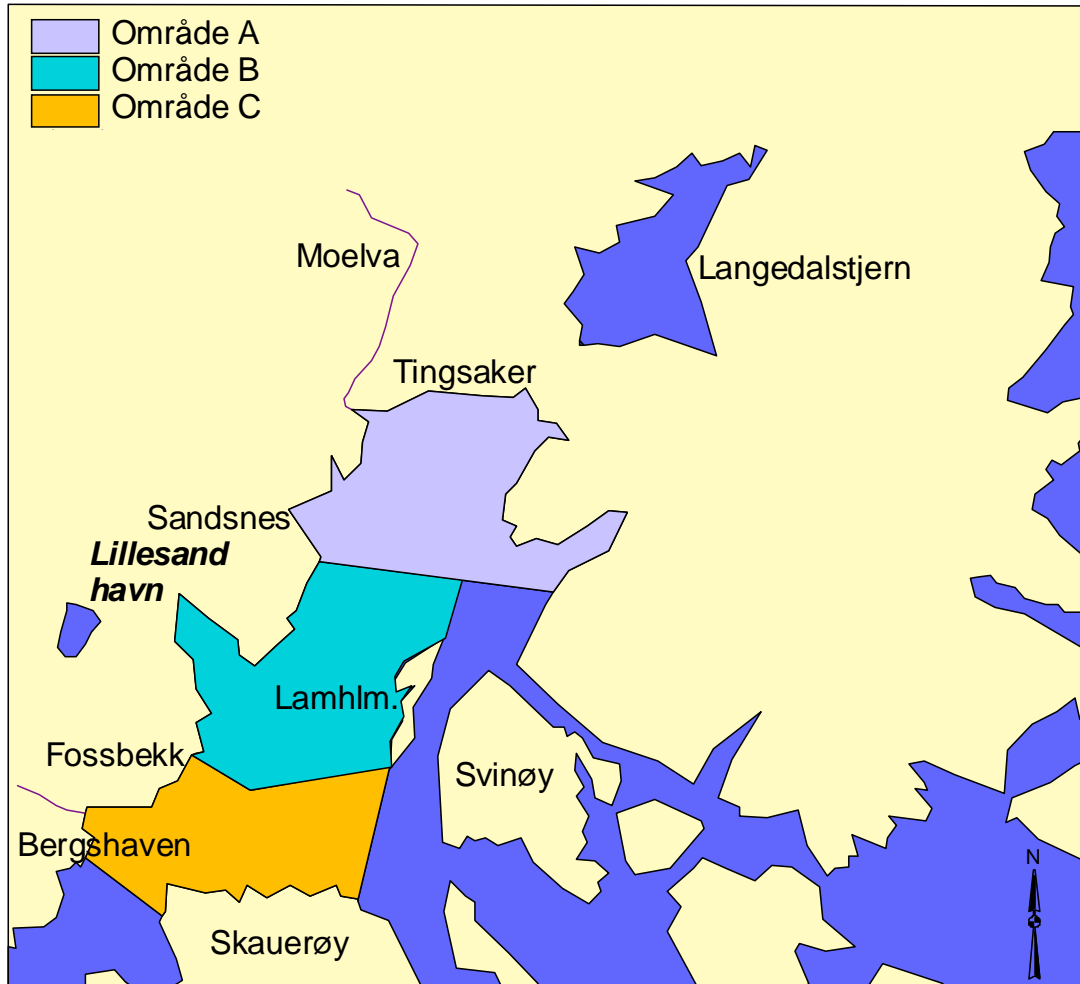 Område A
Område B
Område C
Moelva
Langedalstjern
Tingsaker
Sandsnes
Lillesand
havn
Lamhlm.
Fossbekk
Svinøy
Bergshaven
N
Skauerøy